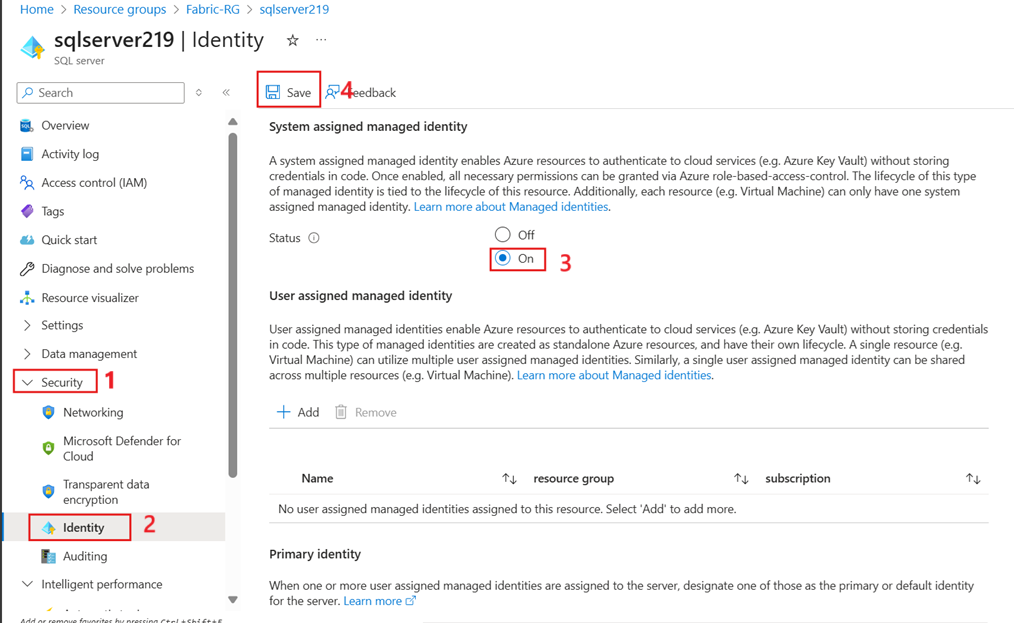 Home > Resource groups > Fabric-RG > sqlserver219
sqlserver219 | Identity ☆ ...
SQL server
Search
Save
4
Feedback
Overview
Activity log
Access control (IAM)
Tags
Quick start
Diagnose and solve problems
Resource visualizer
Settings
Data management
Security 1
Networking
Microsoft Defender for
Cloud
Transparent data
encryption
Identity 2
Auditing
Intelligent performance
Add or remove favorites by pressing Ctrl+Shift+F
System assigned managed identity
A system assigned managed identity enables Azure resources to authenticate to cloud services (e.g. Azure Key Vault) without storing
credentials in code. Once enabled, all necessary permissions can be granted via Azure role-based-access-control. The lifecycle of this type
of managed identity is tied to the lifecycle of this resource. Additionally, each resource (e.g. Virtual Machine) can only have one system
assigned managed identity. Learn more about Managed identities.
Status
Off
On 3
User assigned managed identity
User assigned managed identities enable Azure resources to authenticate to cloud services (e.g. Azure Key Vault) without storing credentials
in code. This type of managed identities are created as standalone Azure resources, and have their own lifecycle. A single resource (e.g.
Virtual Machine) can utilize multiple user assigned managed identities. Similarly, a single user assigned managed identity can be shared
across multiple resources (e.g. Virtual Machine). Learn more about Managed identities.
Add Remove
Name resource group subscription
No user assigned managed identities assigned to this resource. Select 'Add' to add more.
Primary identity
When one or more user assigned managed identities are assigned to the server, designate one of those as the primary or default identity
for the server. Learn more